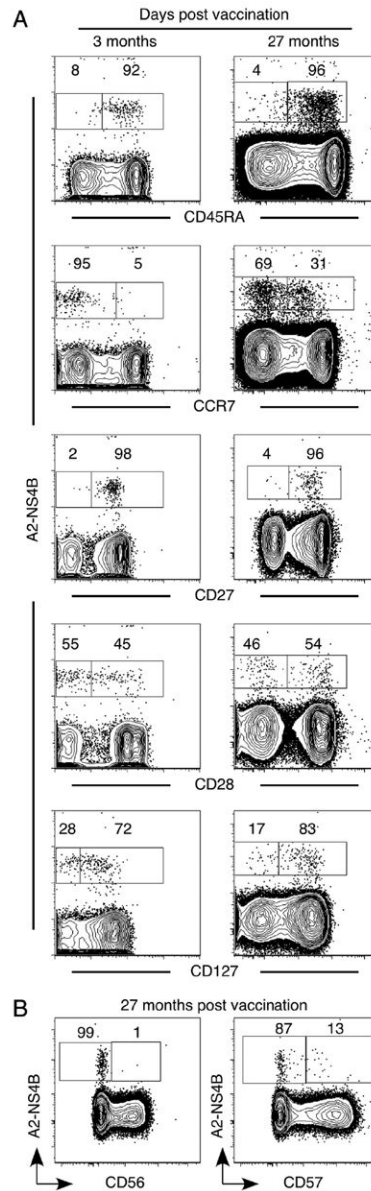 A
Days post vaccination
3 months 27 months
8 92 4 96
CD45RA
95 5 69 31
CCR7
A2-NS4B
2 98 4 96
CD27
55 45 46 54
CD28
28 72 17 83
CD127
B
27 months post vaccination
99 1 87 13
A2-NS4B A2-NS4B
CD56 CD57